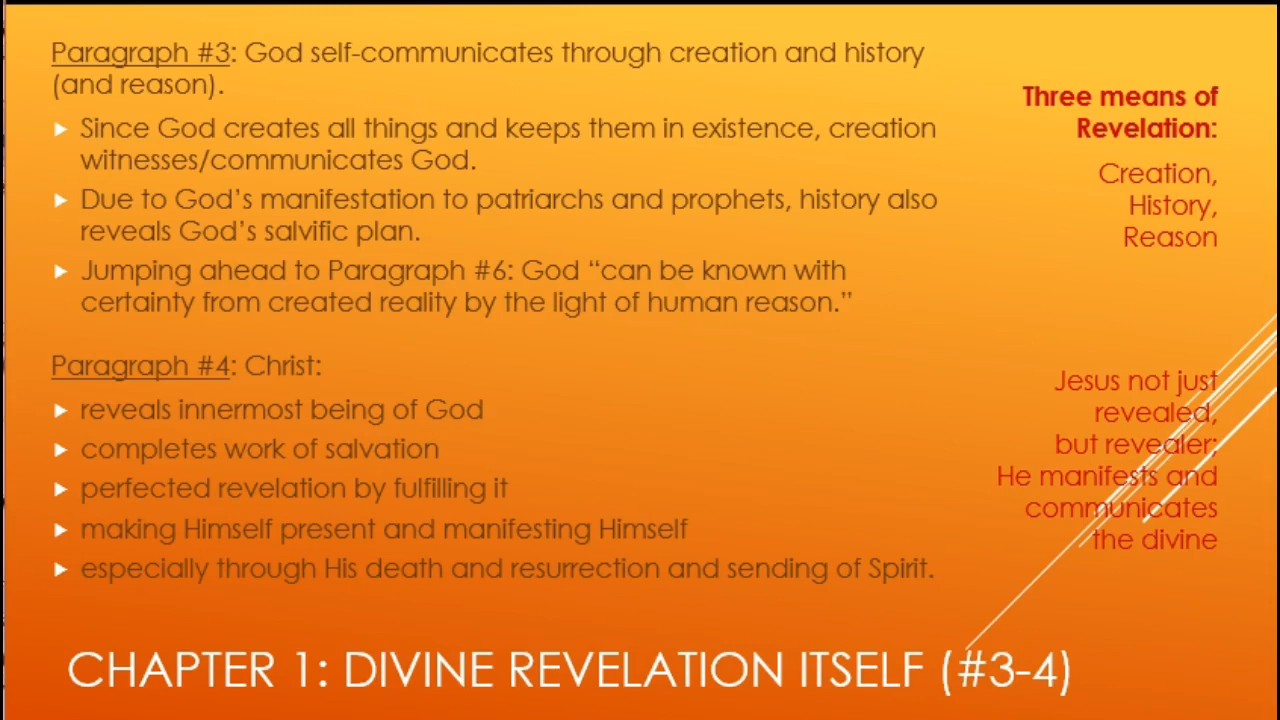 Paragraph #3: God self-communicates through creation and history
(and reason).
Since God creates all things and keeps them in existence, creation
witnesses/communicates God.
Due to God’s manifestation to patriarchs and prophets, history also
reveals God’s salvific plan.
Jumping ahead to Paragraph #6: God “can be known with
certainty from created reality by the light of human reason.”
Paragraph #4: Christ:
reveals innermost being of God
completes work of salvation
perfected revelation by fulfilling it
making Himself present and manifesting Himself
especially through His death and resurrection and sending of Spirit.
Three means of
Revelation:
Creation,
History,
Reason
Jesus not just
revealed,
but revealer;
He manifests and
communicates
the divine
CHAPTER 1: DIVINE REVELATION ITSELF (#3-4)